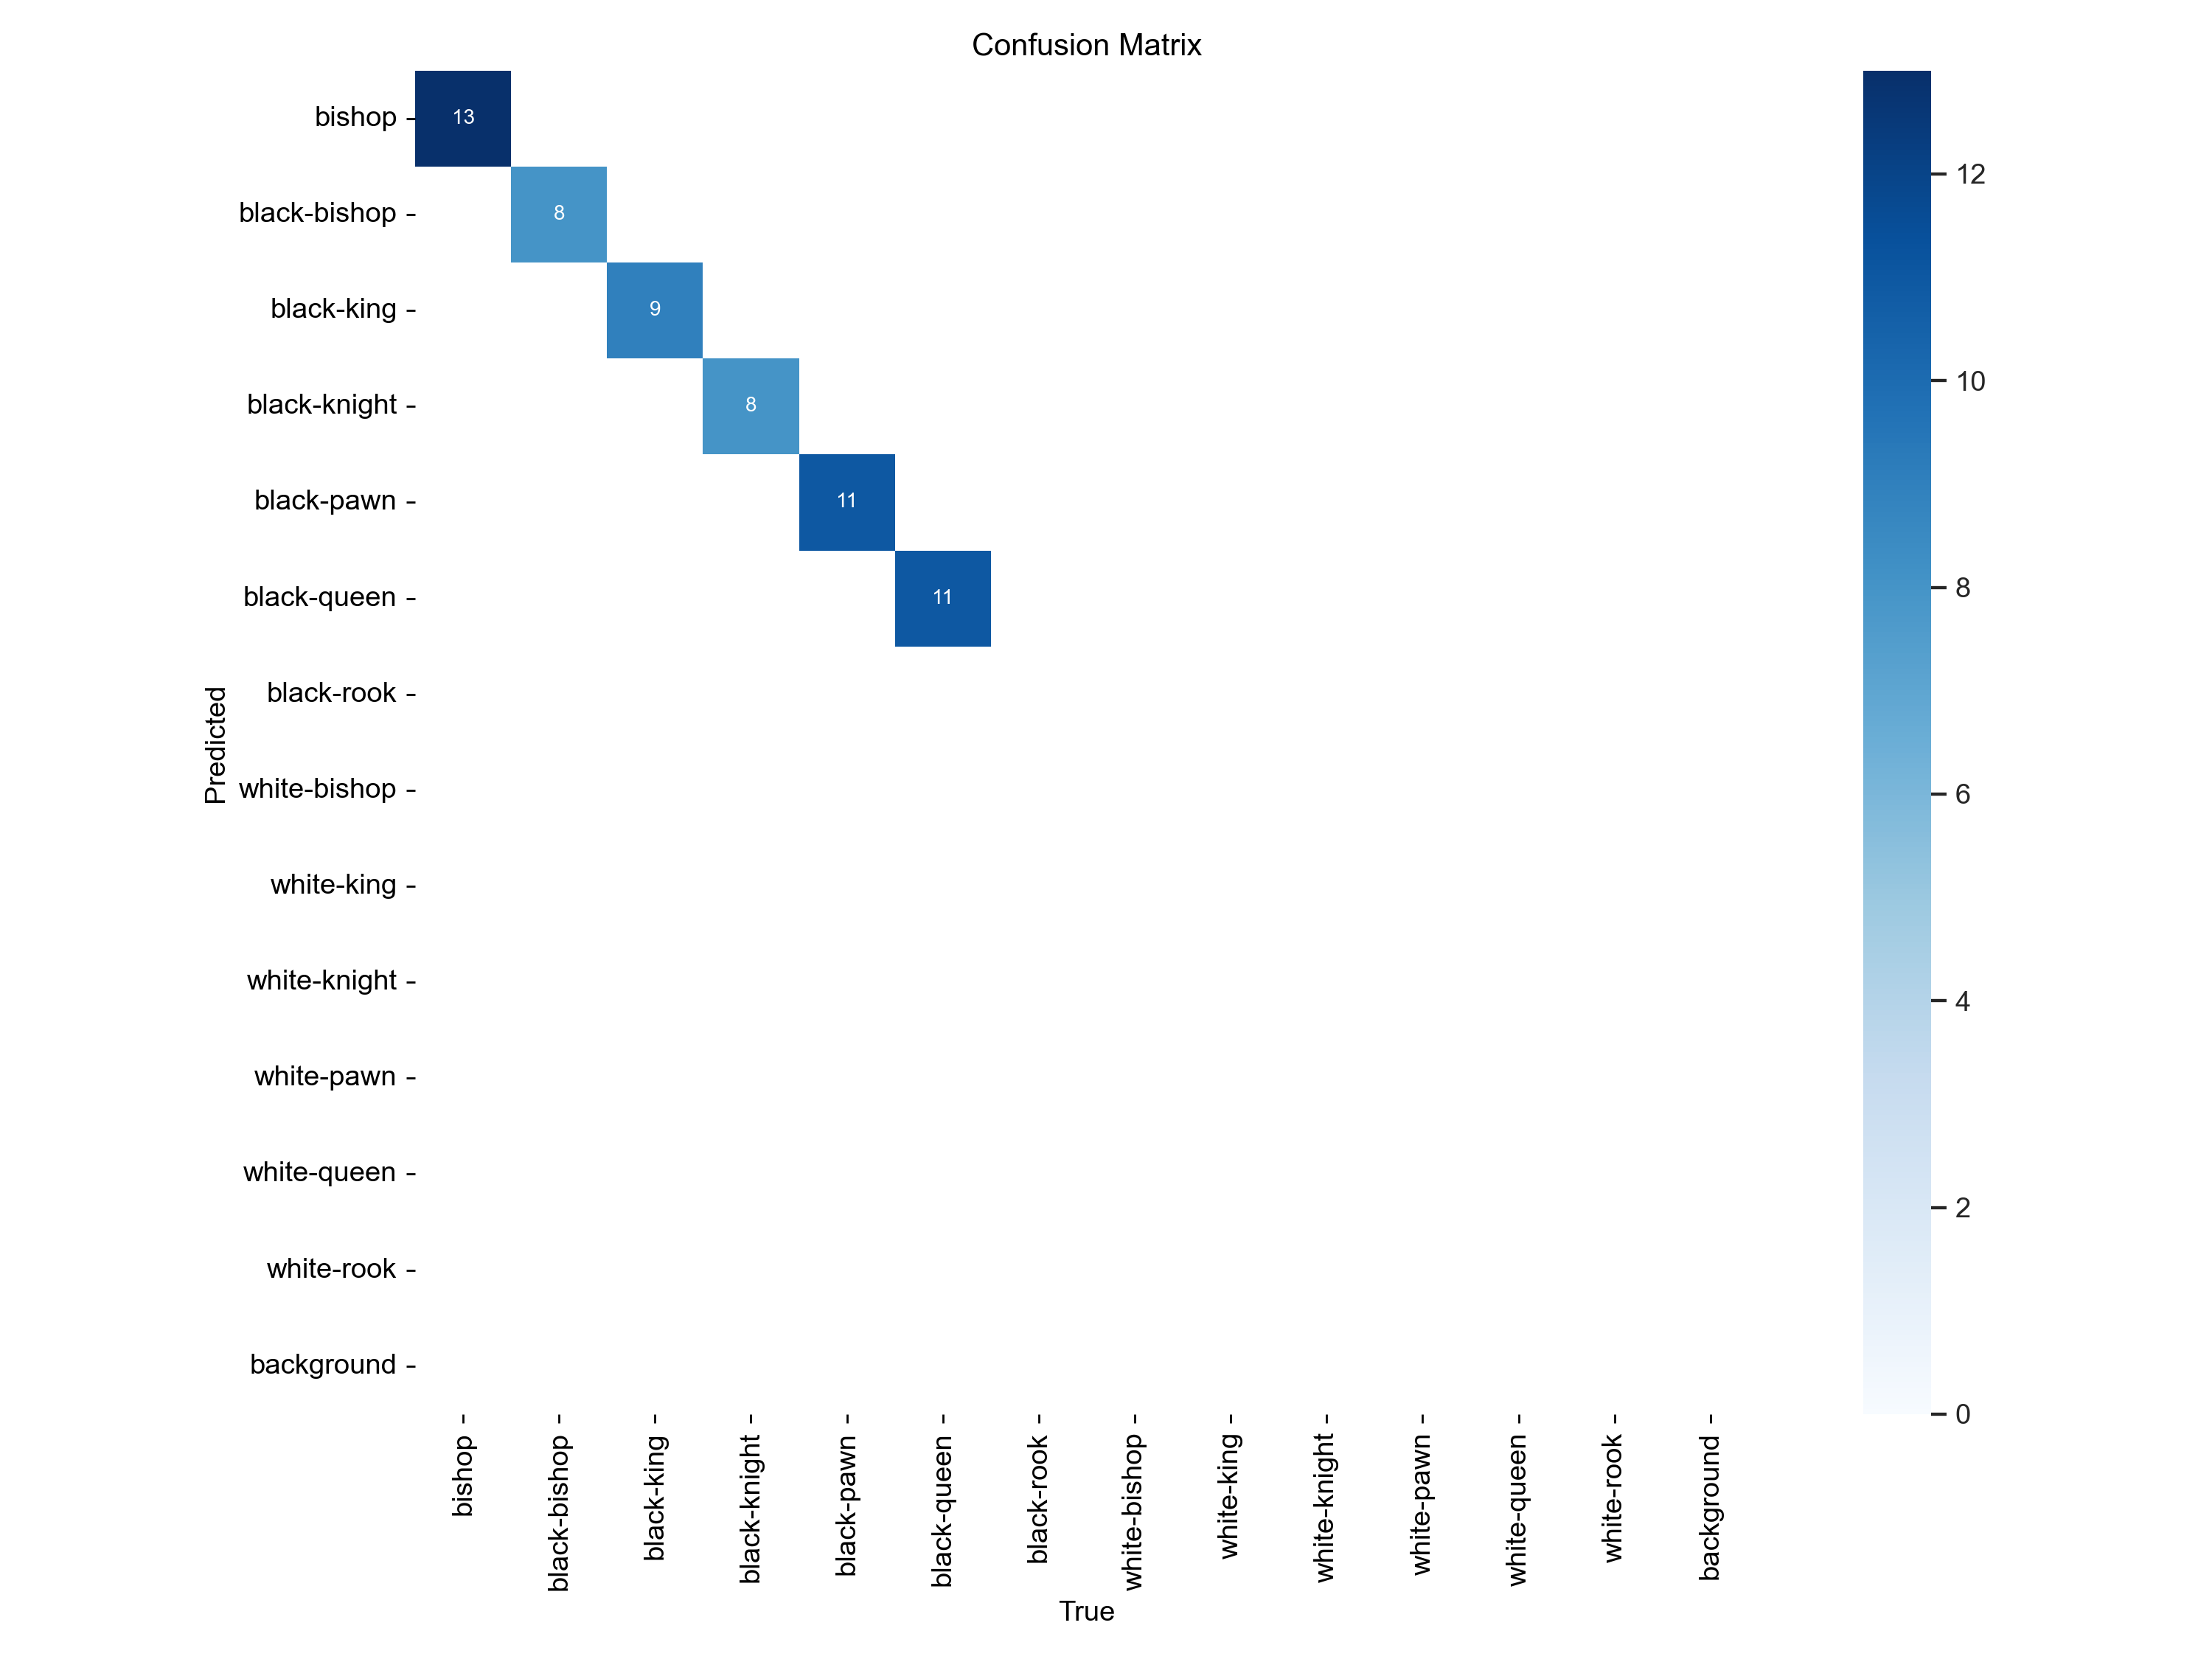 Confusion Matrix
bishop
13
black-bishop
8
black-king
9
black-knight
8
black-pawn
11
black-queen
11
black-rook
white-bishop
white-king
white-knight
white-pawn
white-queen
white-rook
background
Predicted
bishop
black-bishop
black-king
black-knight
black-pawn
black-queen
black-rook
white-bishop
white-king
white-knight
white-pawn
white-queen
white-rook
background
True
12
10
8
6
4
2
0